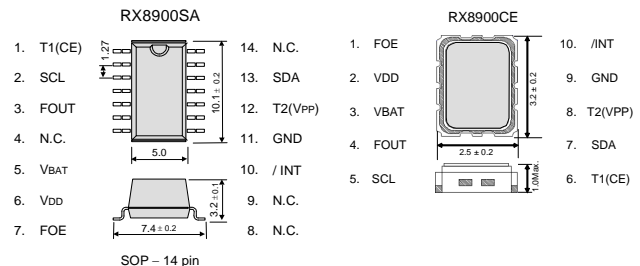 RX8900SA
1. T1(CE)
2. SCL
3. FOUT
4. N.C.
5. VBAT
6. VDD
7. FOE
1.27
10.1 ± 0.2
5.0
3.2 ± 0.1
7.4 ± 0.2
14. N.C.
13. SDA
12. T2(VPP)
11. GND
10. / INT
9. N.C.
8. N.C.
SOP – 14 pin
RX8900CE
1. FOE
2. VDD
3. VBAT
4. FOUT
5. SCL
3.2 ± 0.2
2.5 ± 0.2
1.0Max.
10. /INT
9. GND
8. T2(VPP)
7. SDA
6. T1(CE)